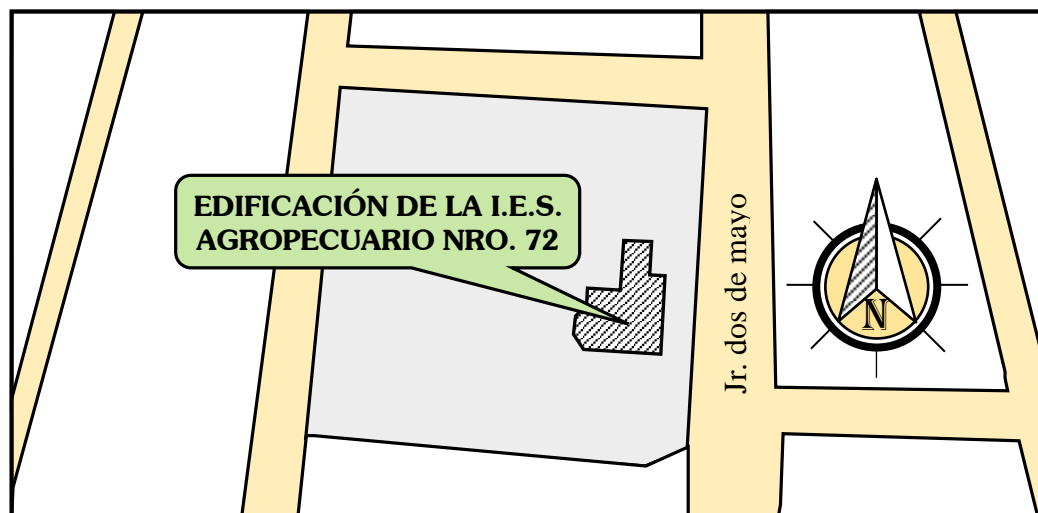 EDIFICACIÓN DE LA I.E.S.
AGROPECUARIO NRO. 72
Jr. dos de mayo
N